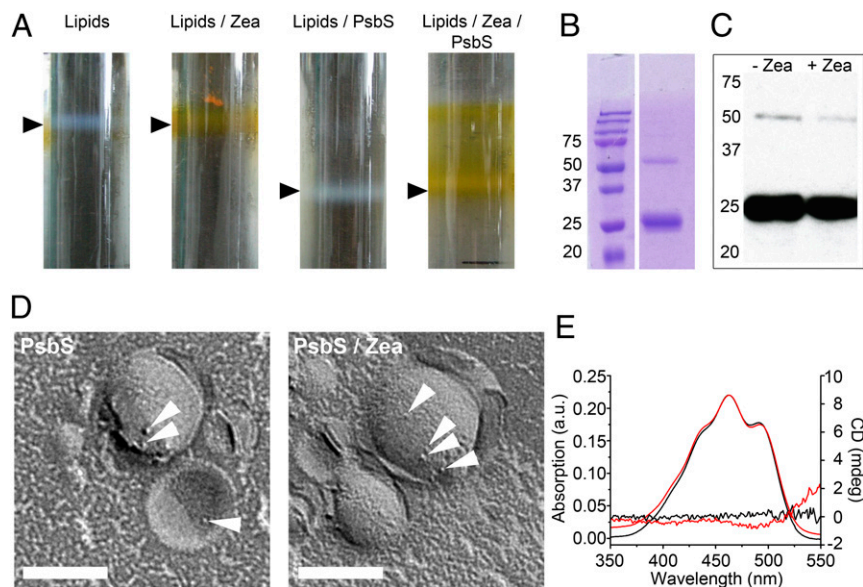 A
Lipids
Lipids / Zea
Lipids / PsbS
Lipids / Zea /
PsbS
B
75
50
37
25
20
C
- Zea + Zea
75
50
37
25
20
D
PsbS
PsbS / Zea
E
Absorption (a.u.)
0.25
0.20
0.15
0.10
0.05
0.00
350 400 450 500 550
Wavelength (nm)
10
8
6
4
2
0
-2
CD (mdeg)